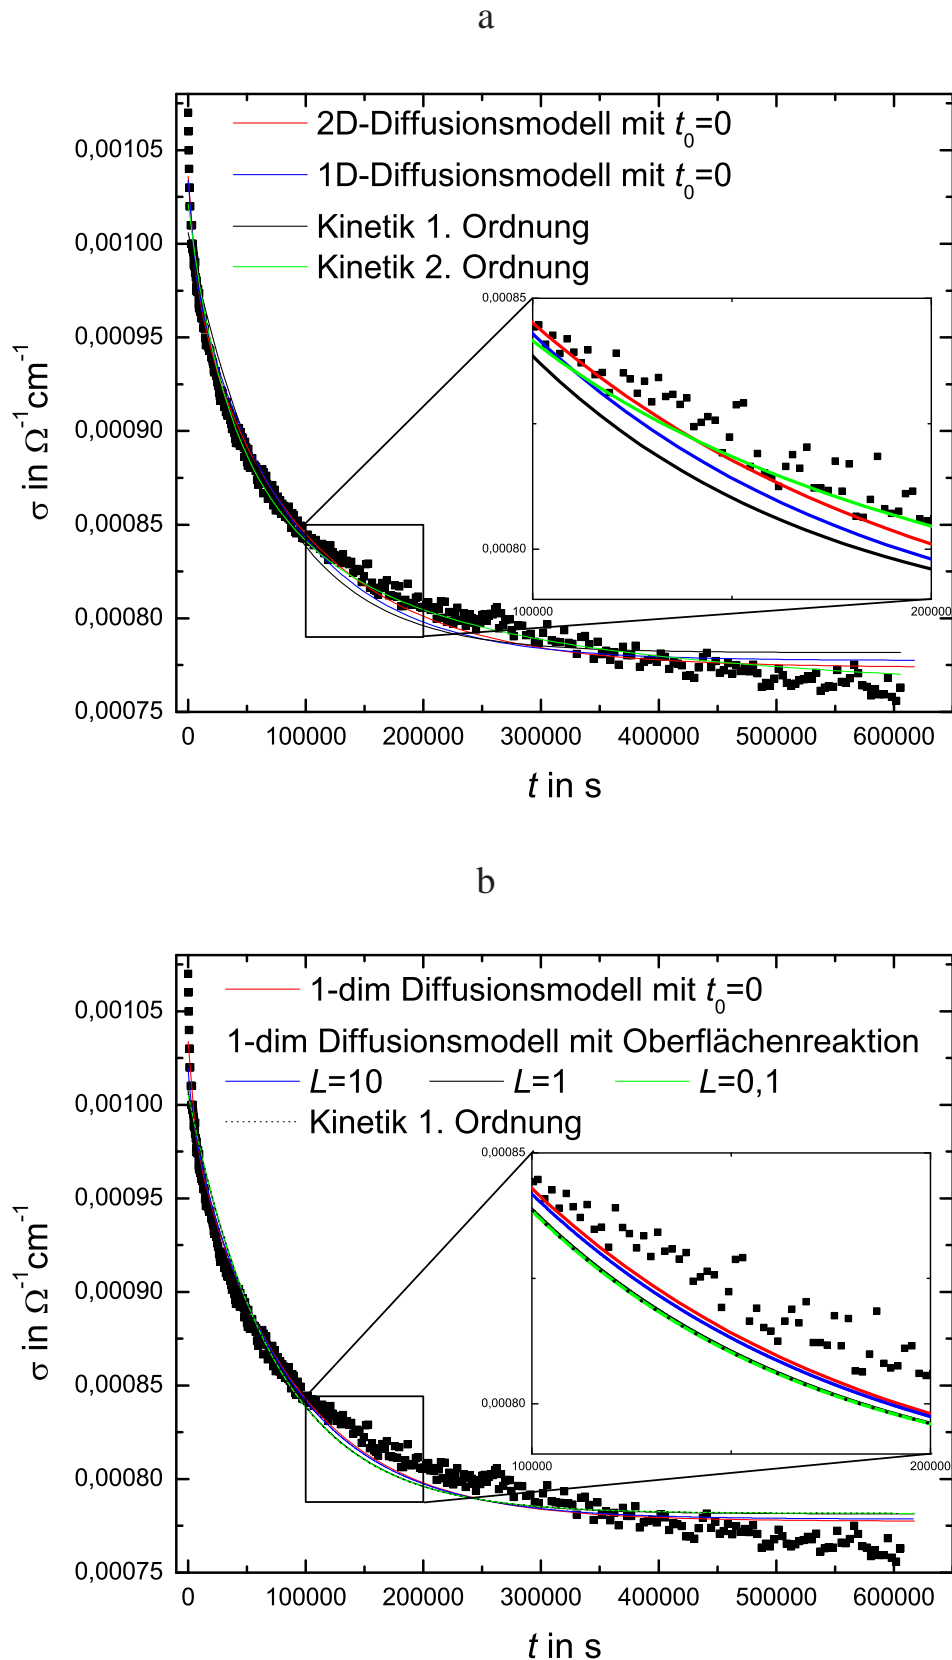 a
2D-Diffusionsmodell mit t₀=0
1D-Diffusionsmodell mit t₀=0
Kinetik 1. Ordnung
Kinetik 2. Ordnung
0,00105
0,00100
0,00095
0,00090
0,00085
0,00080
0,00075
σ in Ω⁻¹cm⁻¹
0,00085
0,00080
100000 200000
0 100000 200000 300000 400000 500000 600000
t in s
b
1-dim Diffusionsmodell mit t₀=0
1-dim Diffusionsmodell mit Oberflächenreaktion
L=10 L=1 L=0,1
Kinetik 1. Ordnung
0,00105
0,00100
0,00095
0,00090
0,00085
0,00080
0,00075
σ in Ω⁻¹cm⁻¹
0,00085
0,00080
100000 200000
0 100000 200000 300000 400000 500000 600000
t in s